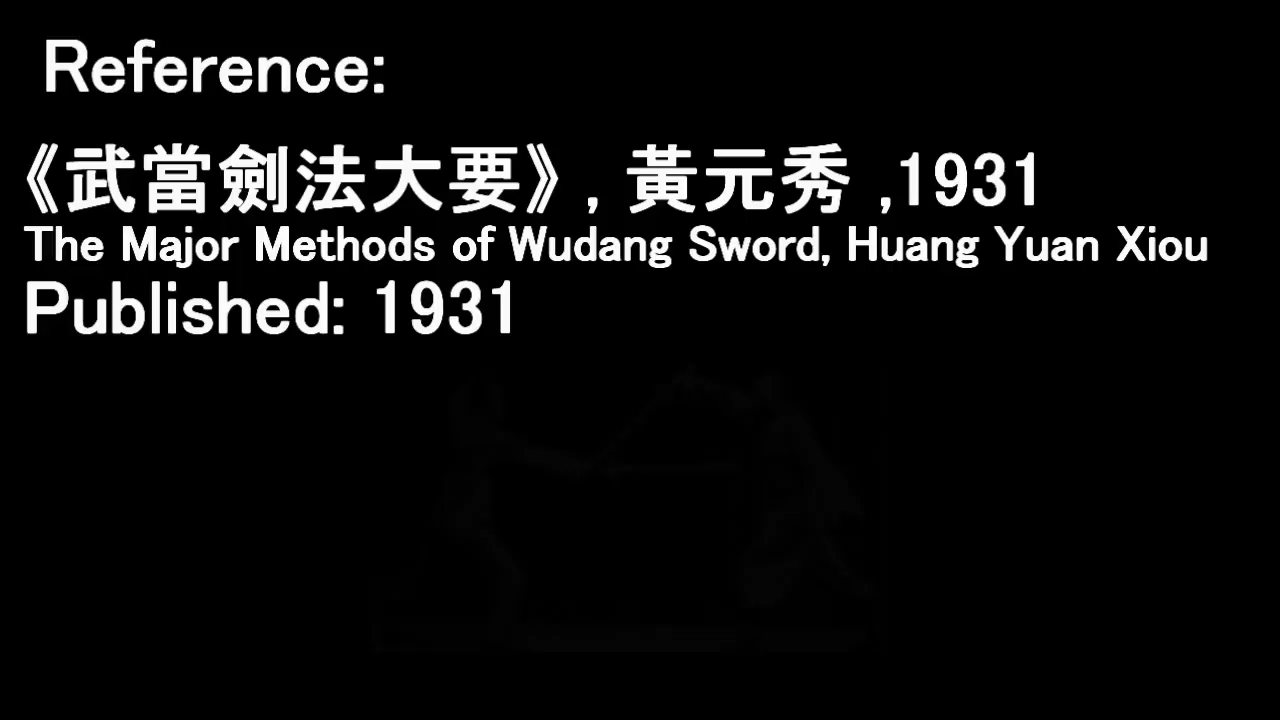 Reference:
《武當劍法大要》, 黃元秀 ,1931
The Major Methods of Wudang Sword, Huang Yuan Xiou
Published: 1931